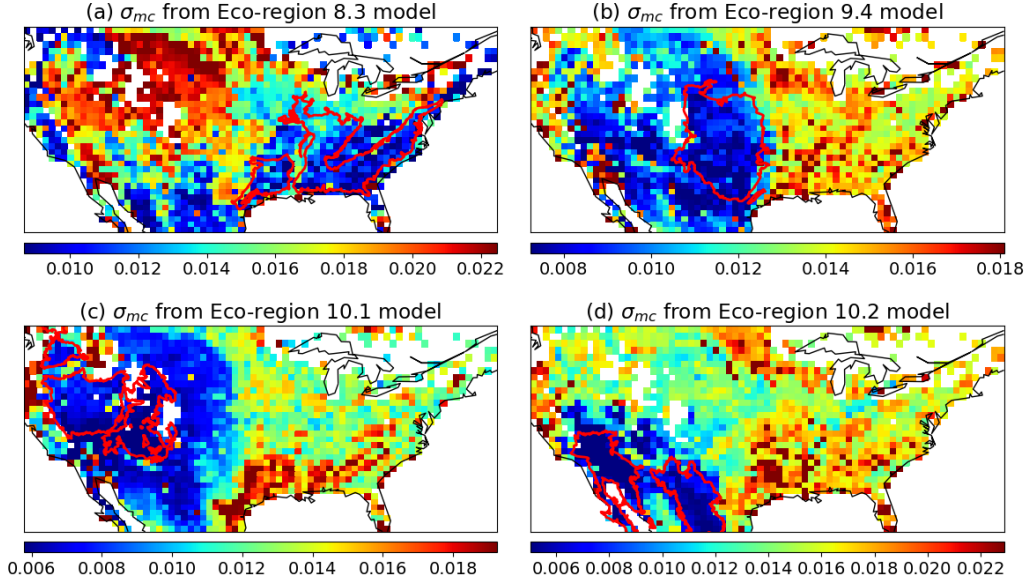 (a) σmc from Eco-region 8.3 model
(b) σmc from Eco-region 9.4 model
0.010 0.012 0.014 0.016 0.018 0.020 0.022
0.008 0.010 0.012 0.014 0.016 0.018
(c) σmc from Eco-region 10.1 model
(d) σmc from Eco-region 10.2 model
0.006 0.008 0.010 0.012 0.014 0.016 0.018
0.006 0.008 0.010 0.012 0.014 0.016 0.018 0.020 0.022